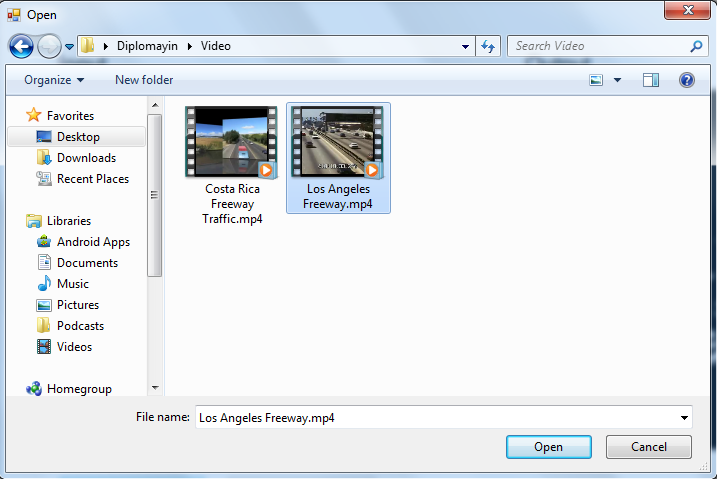 Open
Diplomayin
Video
Search Video
Organize
New folder
Favorites
Desktop
Downloads
Recent Places
Libraries
Android Apps
Documents
Music
Pictures
Podcasts
Videos
Homegroup
Costa Rica
Freeway
Traffic.mp4
Los Angeles
Freeway.mp4
File name: Los Angeles Freeway.mp4
Open Cancel